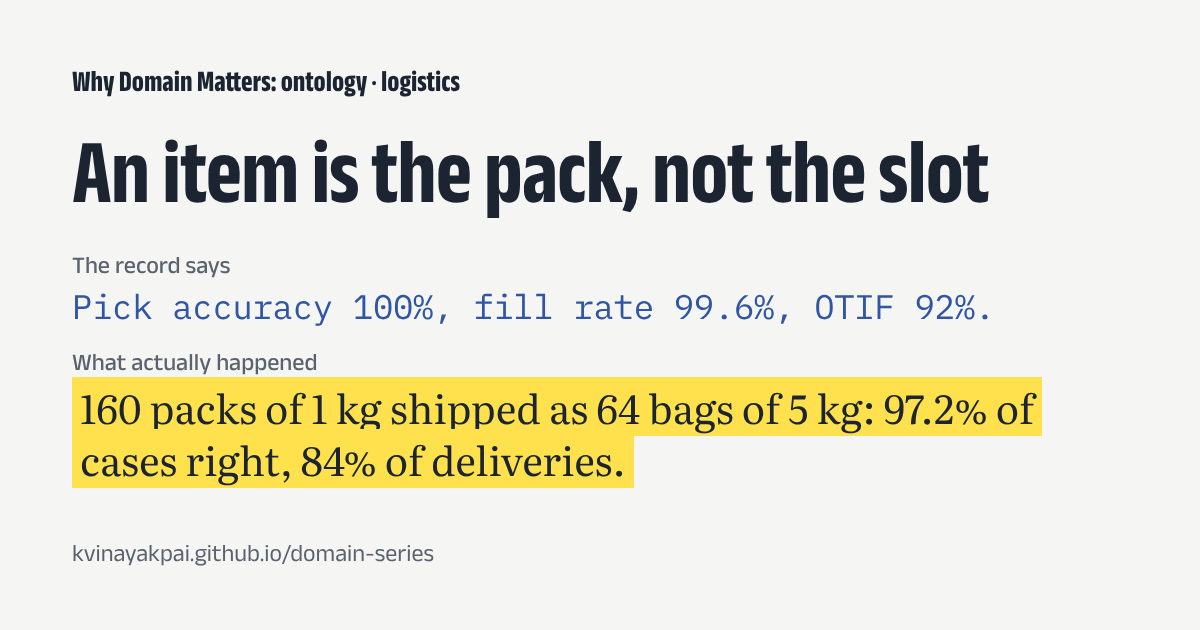 Why Domain Matters: ontology · logistics
An item is the pack, not the slot
The record says
Pick accuracy 100%, fill rate 99.6%, OTIF 92%.
What actually happened
160 packs of 1 kg shipped as 64 bags of 5 kg: 97.2% of
cases right, 84% of deliveries.
kvinayakpai.github.io/domain-series